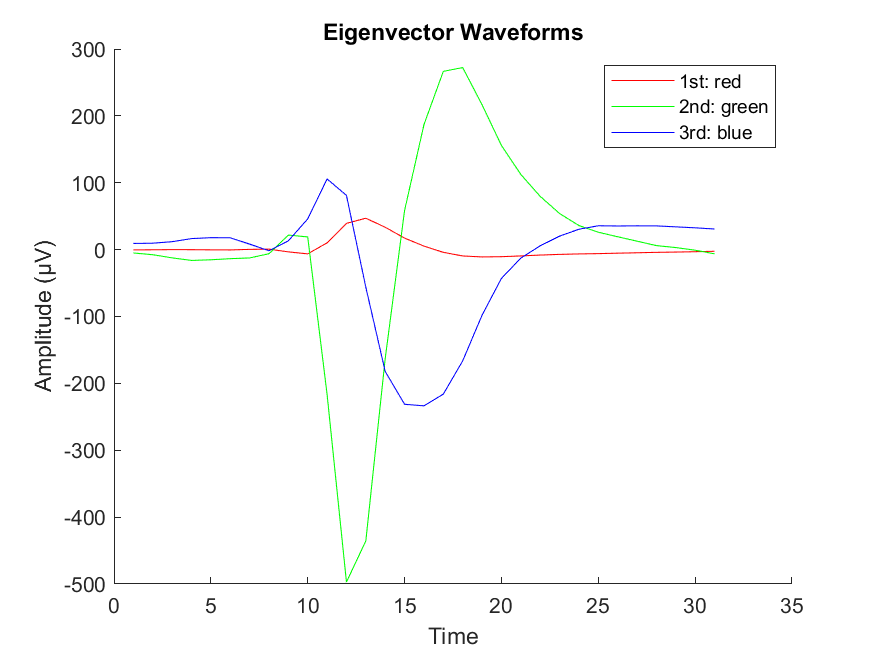 Eigenvector Waveforms
300
200
100
0
-100
-200
-300
-400
-500
Amplitude (µV)
1st: red
2nd: green
3rd: blue
0 5 10 15 20 25 30 35
Time